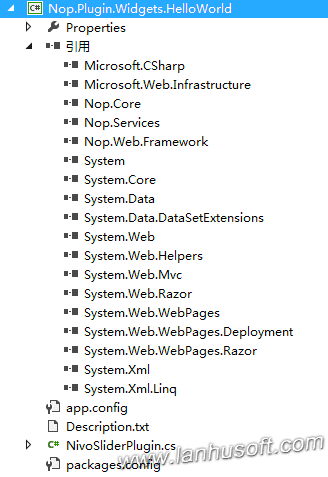 Nop.Plugin.Widgets.HelloWorld
Properties
引用
Microsoft.CSharp
Microsoft.Web.Infrastructure
Nop.Core
Nop.Services
Nop.Web.Framework
System
System.Core
System.Data
System.Data.DataSetExtensions
System.Web
System.Web.Helpers
System.Web.Mvc
System.Web.Razor
System.Web.WebPages
System.Web.WebPages.Deployment
System.Web.WebPages.Razor
System.Xml
System.Xml.Linq
app.config
Description.txt
C# NivoSliderPlugin.cs
packages.config
www.lanhusoft.com